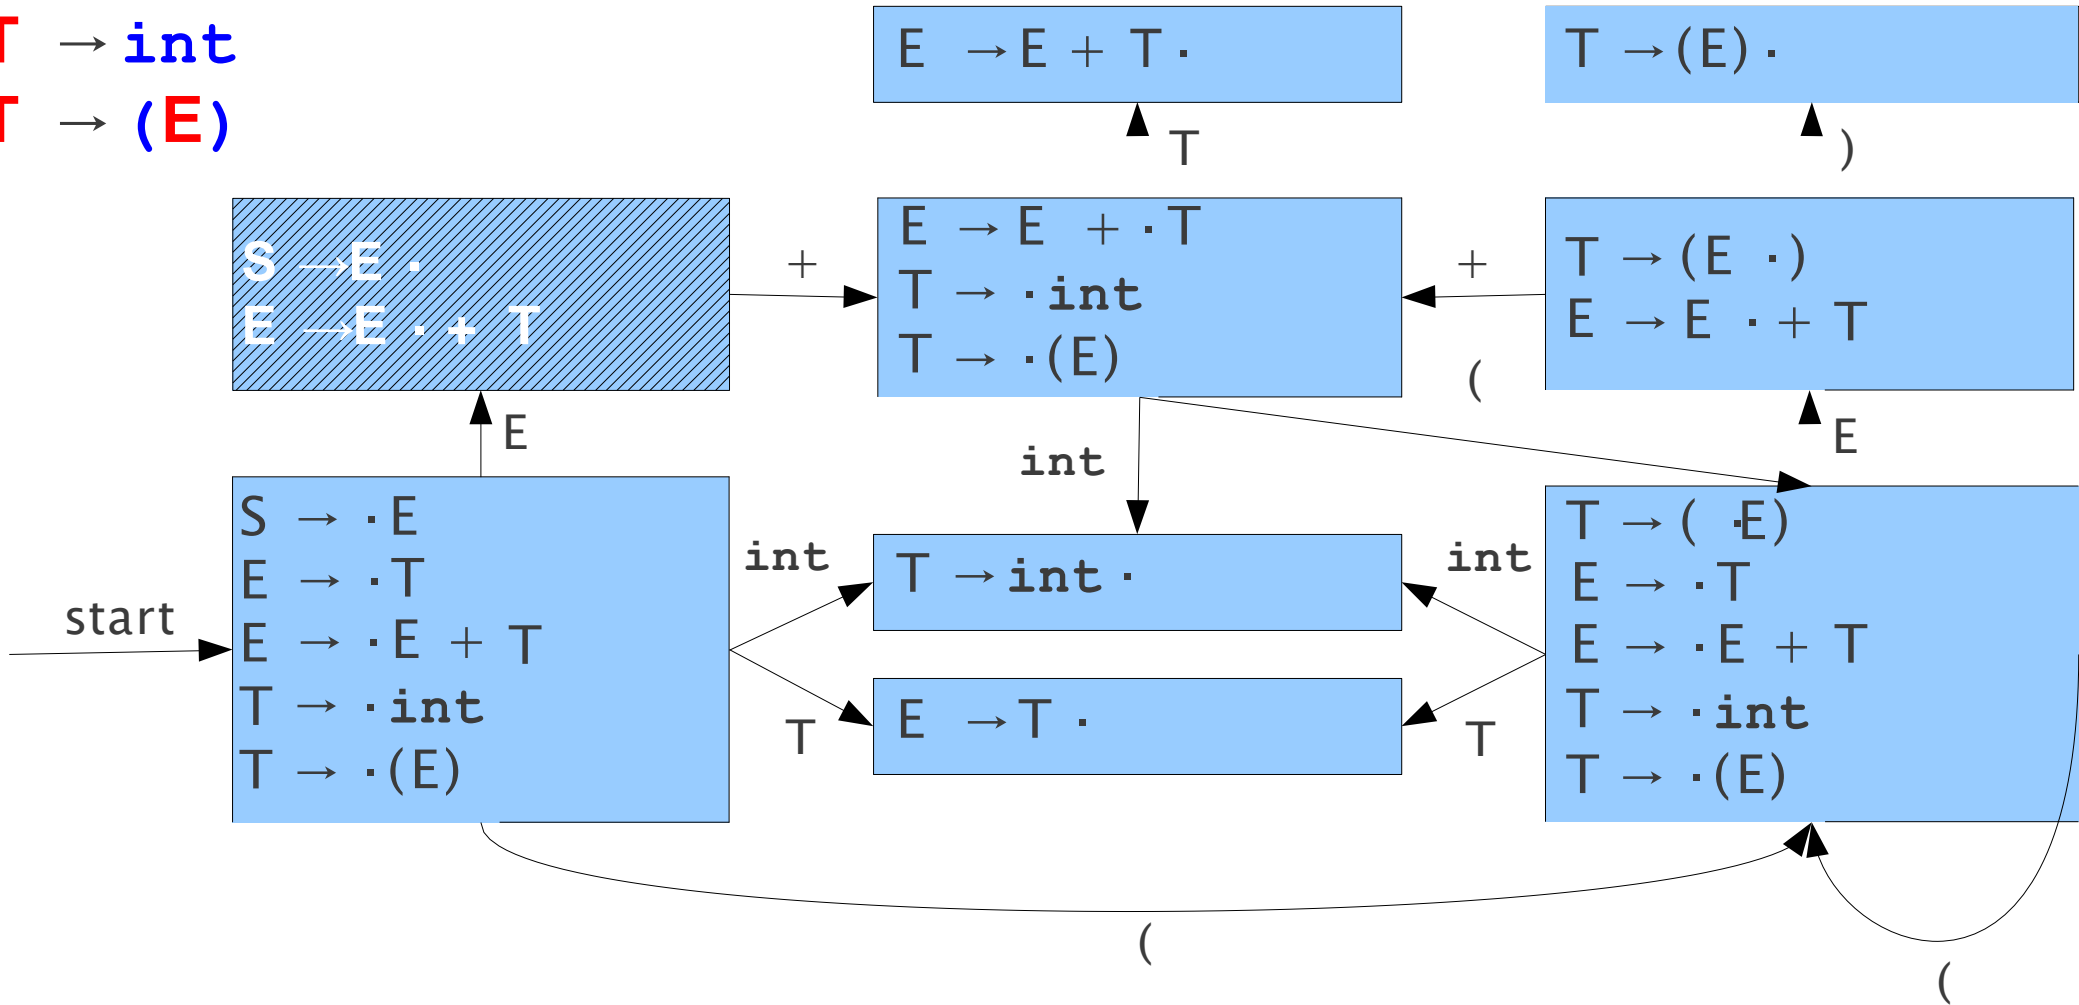 T → int
T → (E)
E → E + T ·
T → (E) ·
T
)
S → E ·
E → E · + T
+
E → E + · T
T → · int
T → · (E)
+
(
T → (E · )
E → E · + T
E
int
E
start
S → · E
E → · T
E → · E + T
T → · int
T → · (E)
int
T
T → int ·
E → T ·
int
T
T → ( · E)
E → · T
E → · E + T
T → · int
T → · (E)
(
(